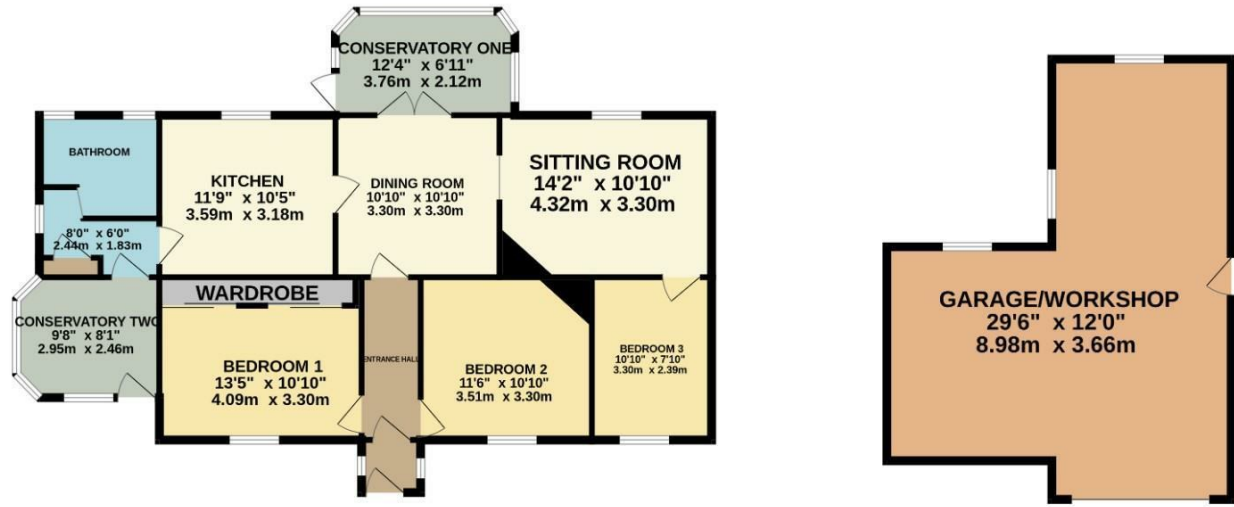 CONSERVATORY ONE
12'4" x 6'11"
3.76m x 2.12m
BATHROOM
KITCHEN
11'9" x 10'5"
3.59m x 3.18m
DINING ROOM
10'10" x 10'10"
3.30m x 3.30m
SITTING ROOM
14'2" x 10'10"
4.32m x 3.30m
8'0" x 6'0"
2.44m x 1.83m
CONSERVATORY TWO
9'8" x 8'1"
2.95m x 2.46m
WARDROBE
BEDROOM 1
13'5" x 10'10"
4.09m x 3.30m
ENTRANCE HALL
BEDROOM 2
11'6" x 10'10"
3.51m x 3.30m
BEDROOM 3
10'10" x 7'10"
3.30m x 2.39m
GARAGE/WORKSHOP
29'6" x 12'0"
8.98m x 3.66m